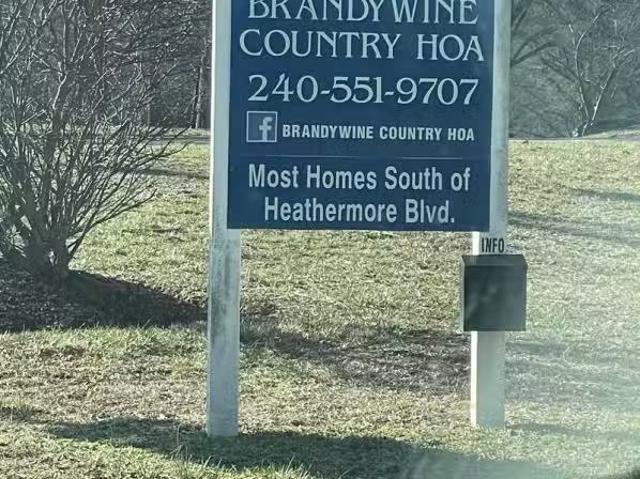 BRANDYWINE
COUNTRY HOA
240-551-9707
f BRANDYWINE COUNTRY HOA
Most Homes South of
Heathermore Blvd.
INFO